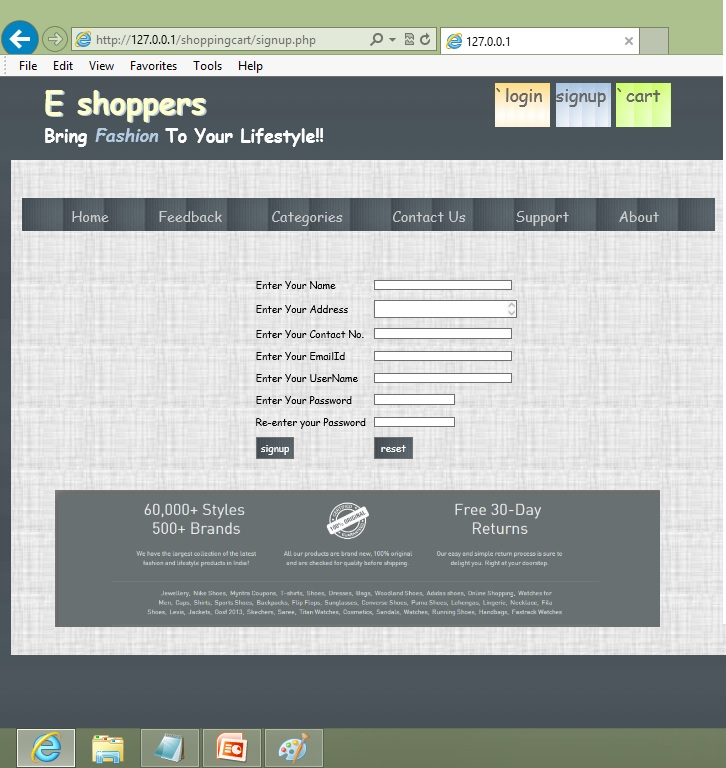 http://127.0.0.1/shoppingcart/signup.php
127.0.0.1
File Edit View Favorites Tools Help
E shoppers
`login signup `cart
Bring Fashion To Your Lifestyle!!
Home Feedback Categories Contact Us Support About
Enter Your Name
Enter Your Address
Enter Your Contact No.
Enter Your EmailId
Enter Your UserName
Enter Your Password
Re-enter your Password
signup reset
60,000+ Styles
500+ Brands
We have the largest collection of the latest
fashion and lifestyle products in India!
100% ORIGINAL
All our products are brand new, 100% original
and are checked for quality before shipping.
Free 30-Day
Returns
Our easy and simple return process is sure to
delight you. Right at your doorstep.
Jewellery, Nike Shoes, Myntra Coupons, T-shirts, Shoes, Dresses, Bags, Woodland Shoes, Adidas shoes, Online Shopping, Watches for
Men, Caps, Shirts, Sports Shoes, Backpacks, Flip Flops, Sunglasses, Converse Shoes, Puma Shoes, Lehengas, Lingerie, Necklace, Fila
Shoes, Levis, Jackets, Oosf 2013, Skechers, Saree, Titan Watches, Cosmetics, Sandals, Watches, Running Shoes, Handbags, Fastrack Watches